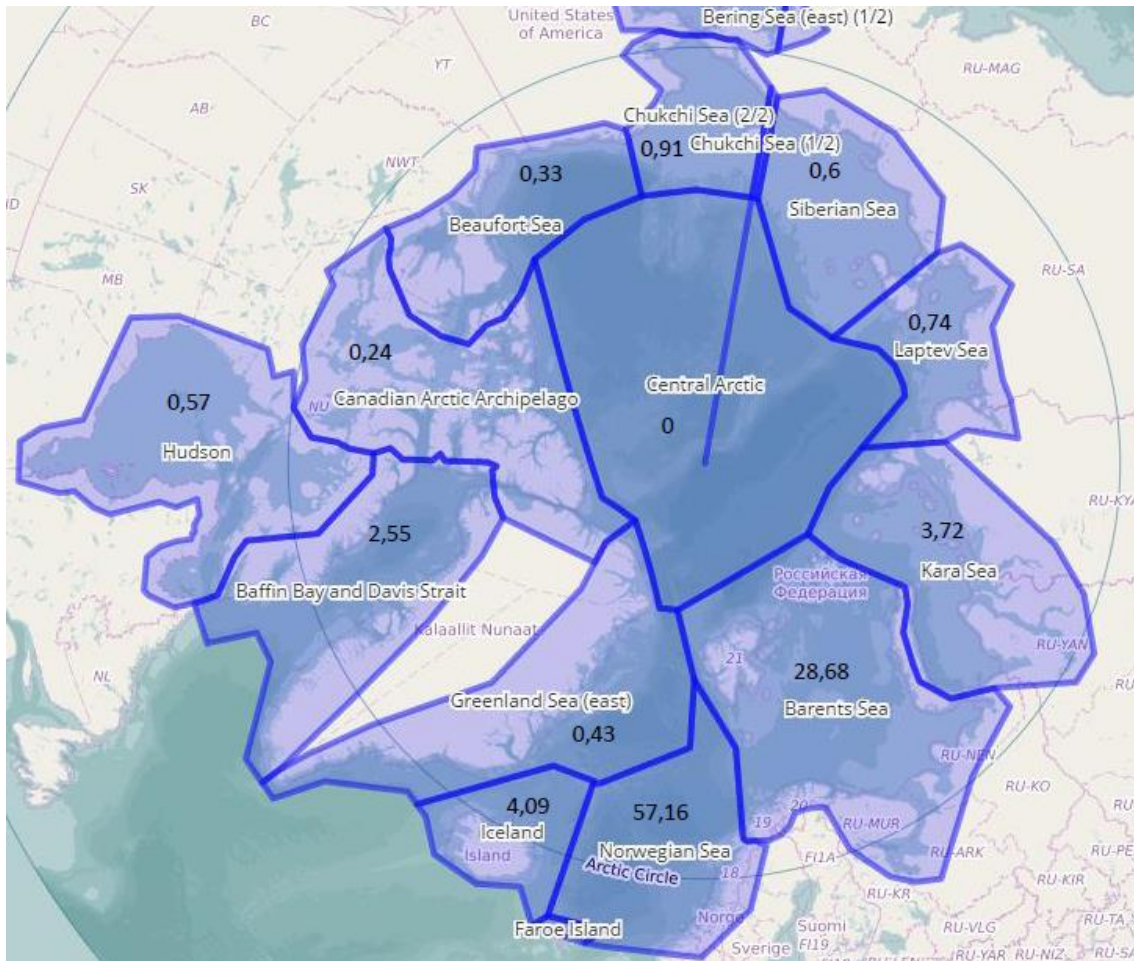 BC
United States
of America
Bering Sea (east) (1/2)
YT
RU-MAG
AB
Chukchi Sea (2/2)
0,91
Chukchi Sea (1/2)
NWT
0,33
0,6
SK
Siberian Sea
Beaufort Sea
MB
RU-SA
0,74
Laptev Sea
0,24
Central Arctic
0,57
NU
Canadian Arctic Archipelago
0
Hudson
RU-KYA
2,55
3,72
Kara Sea
Российская
Федерация
Baffin Bay and Davis Strait
Kalaallit Nunaat
RU-YAN
21
28,68
NL
Greenland Sea (east)
Barents Sea
0,43
RU-NEN
RU-KO
4,09
57,16
20
19
RU-MUR
Iceland
Ísland
Norwegian Sea
FI1A
RU-ARK
RU-PE
Arctic Circle
18
RU-KIR
RU-KR
Norge
Faroe Island
Suomi
FI19
RU-VLG
RU-TA
Sverige
RU-YAR
RU-NIZ